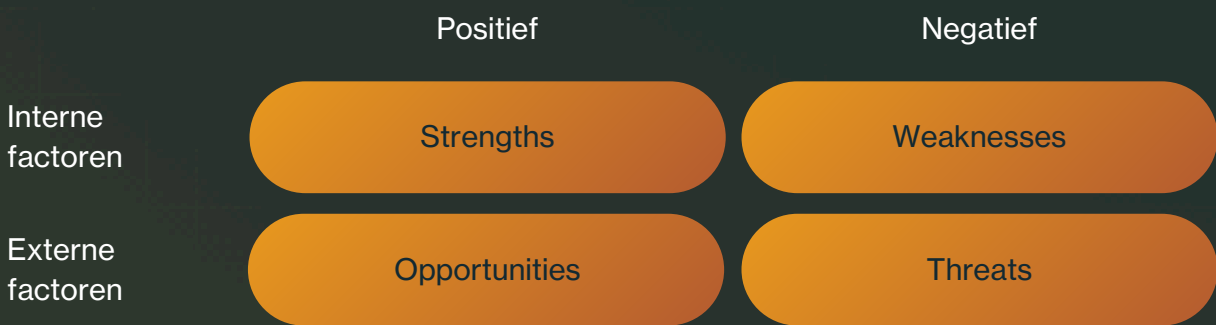 Positief
Negatief
Interne
factoren
Strengths
Weaknesses
Externe
factoren
Opportunities
Threats